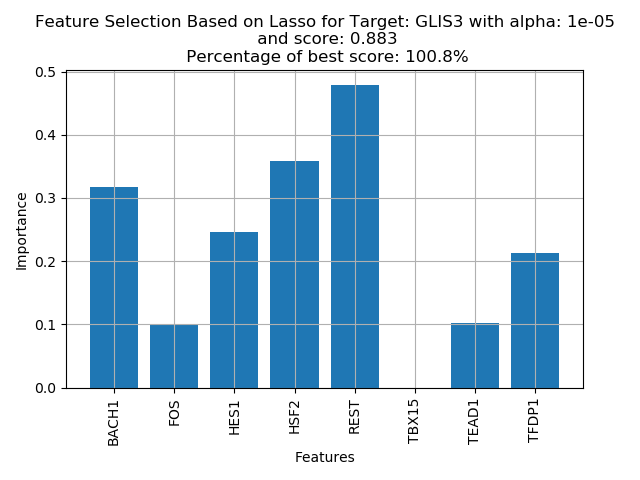 Feature Selection Based on Lasso for Target: GLIS3 with alpha: 1e-05
and score: 0.883
Percentage of best score: 100.8%
0.5
0.4
0.3
0.2
0.1
0.0
Importance
BACH1
FOS
HES1
HSF2
REST
TBX15
TEAD1
TFDP1
Features